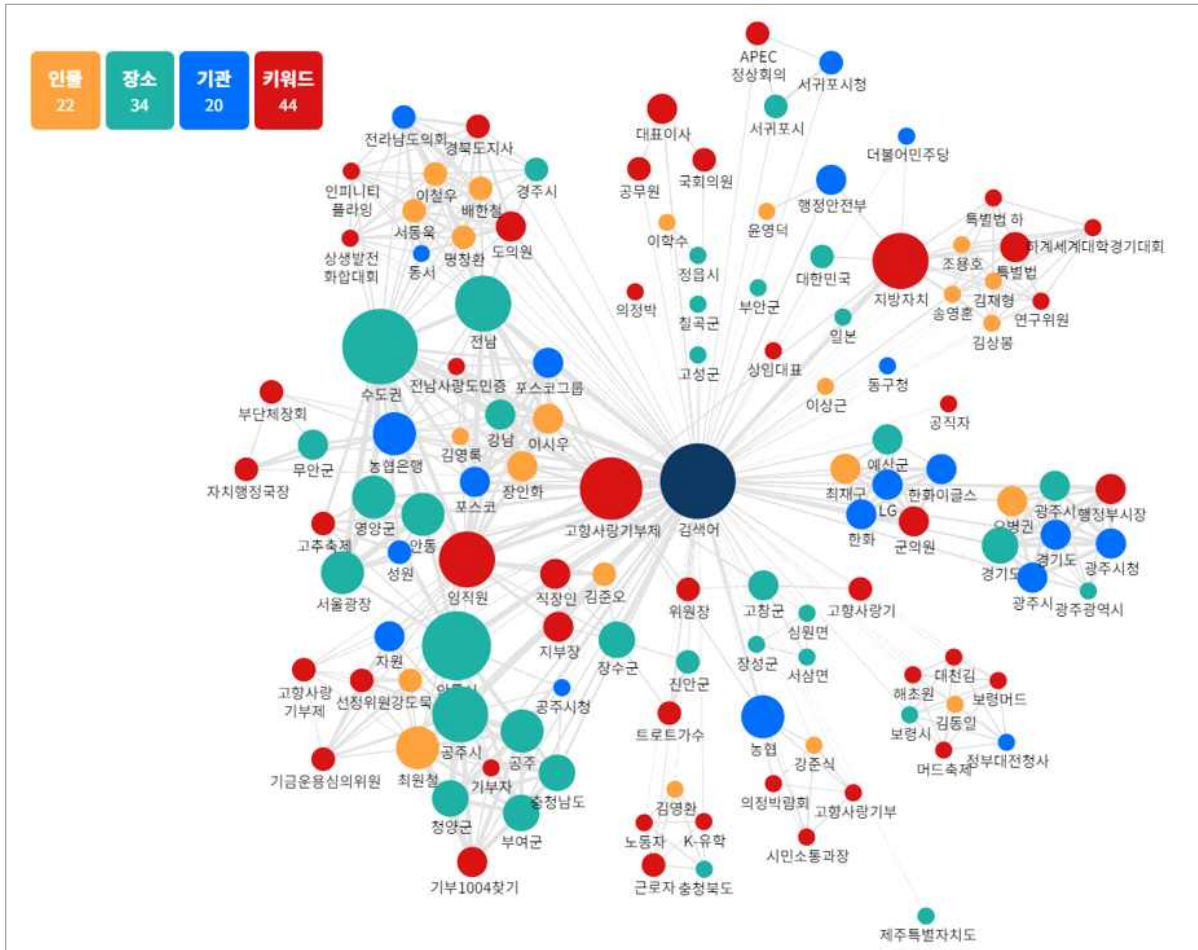 인물
22
장소
34
기관
20
키워드
44
APEC
정상회의
서귀포시청
서귀포시
대표이사
공무원
국회의원
더불어민주당
행정안전부
윤영덕
이학수
정읍시
대한민국
부안군
의정박
칠곡군
일본
고성군
상임대표
이상근
동구청
공직자
전라남도의회
경북도지사
인피니티
플라잉
이철우
배한철
경주시
서동욱
상생발전
화합대회
동서
명창환
도의원
전남
수도권
전남사랑도민증
포스코그룹
부단체장회
무안군
자치행정국장
농협은행
김영록
강남
이시우
장인화
포스코
고향사랑기부제
검색어
영양군
안동
고추축제
성원
서울광장
임직원
직장인
김준오
지부장
장수군
특별법 하
하계세계대학경기대회
조용호
특별법
지방자치
김재형
송영훈
연구위원
김상봉
예산군
최재구
한화이글스
LG
한화
군의원
오병권
광주시
행정부시장
경기도
경기도
광주시청
광주시
광주광역시
위원장
고창군
고향사랑기
심원면
장성군
서삼면
진안군
자원
고향사랑
기부제
선정위원
강도묵
공주시청
공주시
공주
최원철
기금운용심의위원
기부자
충청남도
청양군
부여군
기부1004찾기
트로트가수
농협
강준식
의정박람회
고향사랑기부
시민소통과장
김영환
노동자
K-유학
근로자
충청북도
대천김
해초원
보령머드
김동일
보령시
머드축제
정부대전청사
제주특별자치도